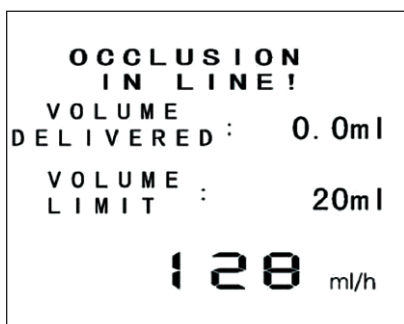 OCCLUSION
IN LINE!
VOLUME
DELIVERED: 0.0ml
VOLUME
LIMIT: 20ml
128 ml/h